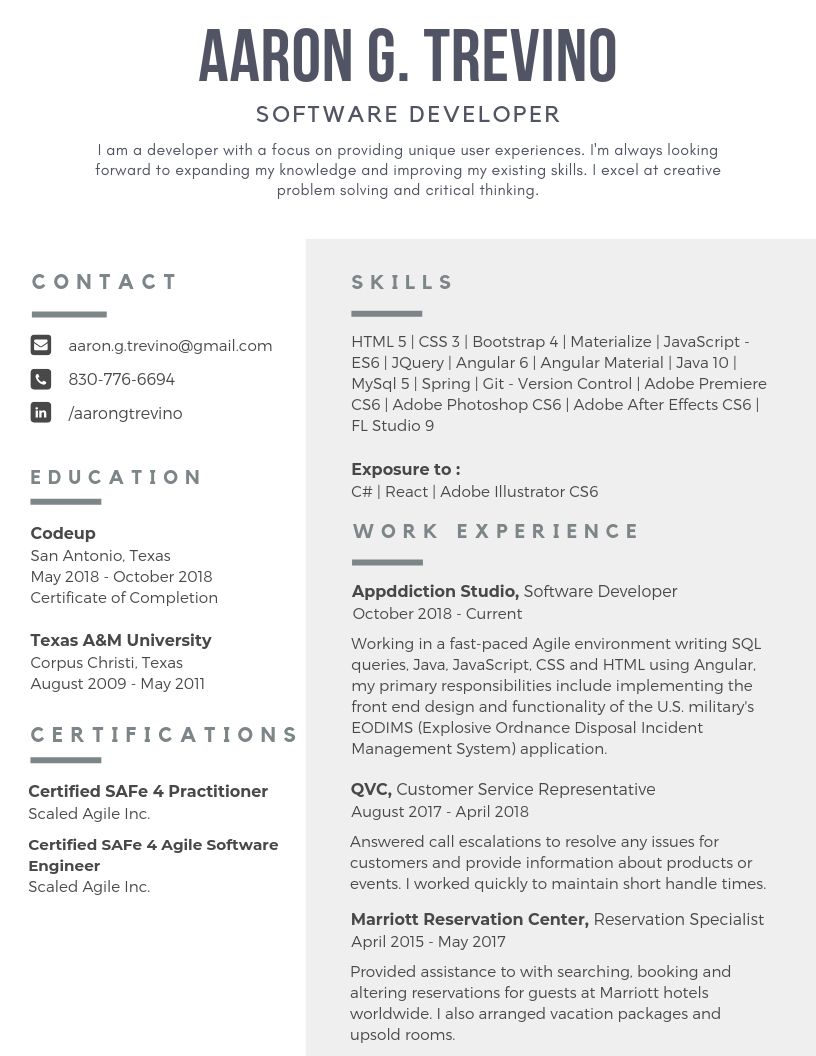 AARON G. TREVINO
SOFTWARE DEVELOPER
I am a developer with a focus on providing unique user experiences. I'm always looking
forward to expanding my knowledge and improving my existing skills. I excel at creative
problem solving and critical thinking.
CONTACT
aaron.g.trevino@gmail.com
830-776-6694
in /aarongtrevino
EDUCATION
Codeup
San Antonio, Texas
May 2018 - October 2018
Certificate of Completion
Texas A&M University
Corpus Christi, Texas
August 2009 - May 2011
CERTIFICATIONS
Certified SAFe 4 Practitioner
Scaled Agile Inc.
Certified SAFe 4 Agile Software
Engineer
Scaled Agile Inc.
SKILLS
HTML 5 | CSS 3 | Bootstrap 4 | Materialize | JavaScript -
ES6 | JQuery | Angular 6 | Angular Material | Java 10 |
MySql 5 | Spring | Git - Version Control | Adobe Premiere
CS6 | Adobe Photoshop CS6 | Adobe After Effects CS6 |
FL Studio 9
Exposure to :
C# | React | Adobe Illustrator CS6
WORK EXPERIENCE
Appddiction Studio, Software Developer
October 2018 - Current
Working in a fast-paced Agile environment writing SQL
queries, Java, JavaScript, CSS and HTML using Angular,
my primary responsibilities include implementing the
front end design and functionality of the U.S. military's
EODIMS (Explosive Ordnance Disposal Incident
Management System) application.
QVC, Customer Service Representative
August 2017 - April 2018
Answered call escalations to resolve any issues for
customers and provide information about products or
events. I worked quickly to maintain short handle times.
Marriott Reservation Center, Reservation Specialist
April 2015 - May 2017
Provided assistance to with searching, booking and
altering reservations for guests at Marriott hotels
worldwide. I also arranged vacation packages and
upsold rooms.